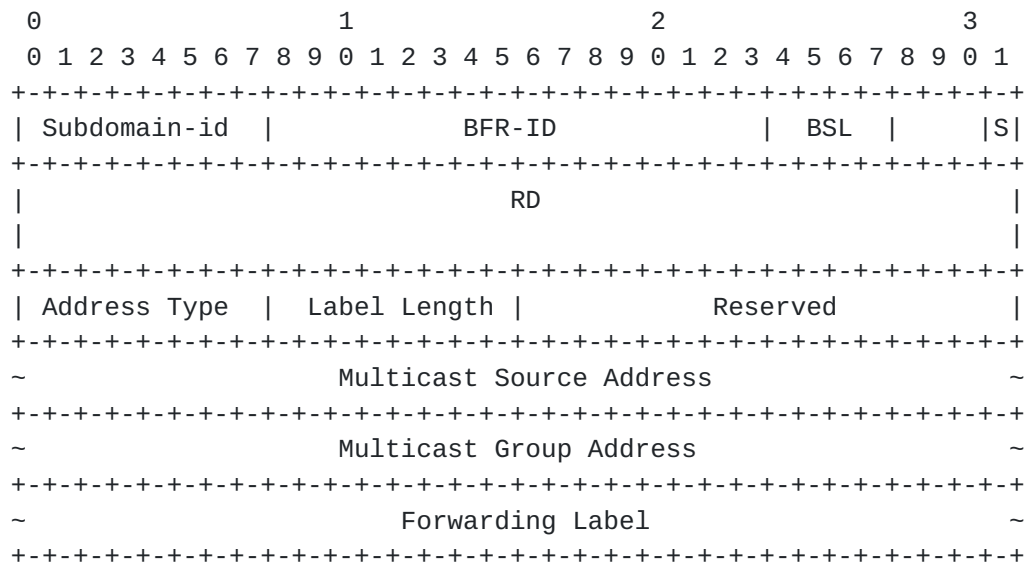 0                   1                   2                   3
 0 1 2 3 4 5 6 7 8 9 0 1 2 3 4 5 6 7 8 9 0 1 2 3 4 5 6 7 8 9 0 1
+-+-+-+-+-+-+-+-+-+-+-+-+-+-+-+-+-+-+-+-+-+-+-+-+-+-+-+-+-+-+-+-+
| Subdomain-id  |            BFR-ID             |  BSL  |     |S|
+-+-+-+-+-+-+-+-+-+-+-+-+-+-+-+-+-+-+-+-+-+-+-+-+-+-+-+-+-+-+-+-+
|                               RD                              |
|                                                               |
+-+-+-+-+-+-+-+-+-+-+-+-+-+-+-+-+-+-+-+-+-+-+-+-+-+-+-+-+-+-+-+-+
| Address Type  |  Label Length |            Reserved           |
+-+-+-+-+-+-+-+-+-+-+-+-+-+-+-+-+-+-+-+-+-+-+-+-+-+-+-+-+-+-+-+-+
~                    Multicast Source Address                   ~
+-+-+-+-+-+-+-+-+-+-+-+-+-+-+-+-+-+-+-+-+-+-+-+-+-+-+-+-+-+-+-+-+
~                    Multicast Group Address                    ~
+-+-+-+-+-+-+-+-+-+-+-+-+-+-+-+-+-+-+-+-+-+-+-+-+-+-+-+-+-+-+-+-+
~                        Forwarding Label                       ~
+-+-+-+-+-+-+-+-+-+-+-+-+-+-+-+-+-+-+-+-+-+-+-+-+-+-+-+-+-+-+-+-+